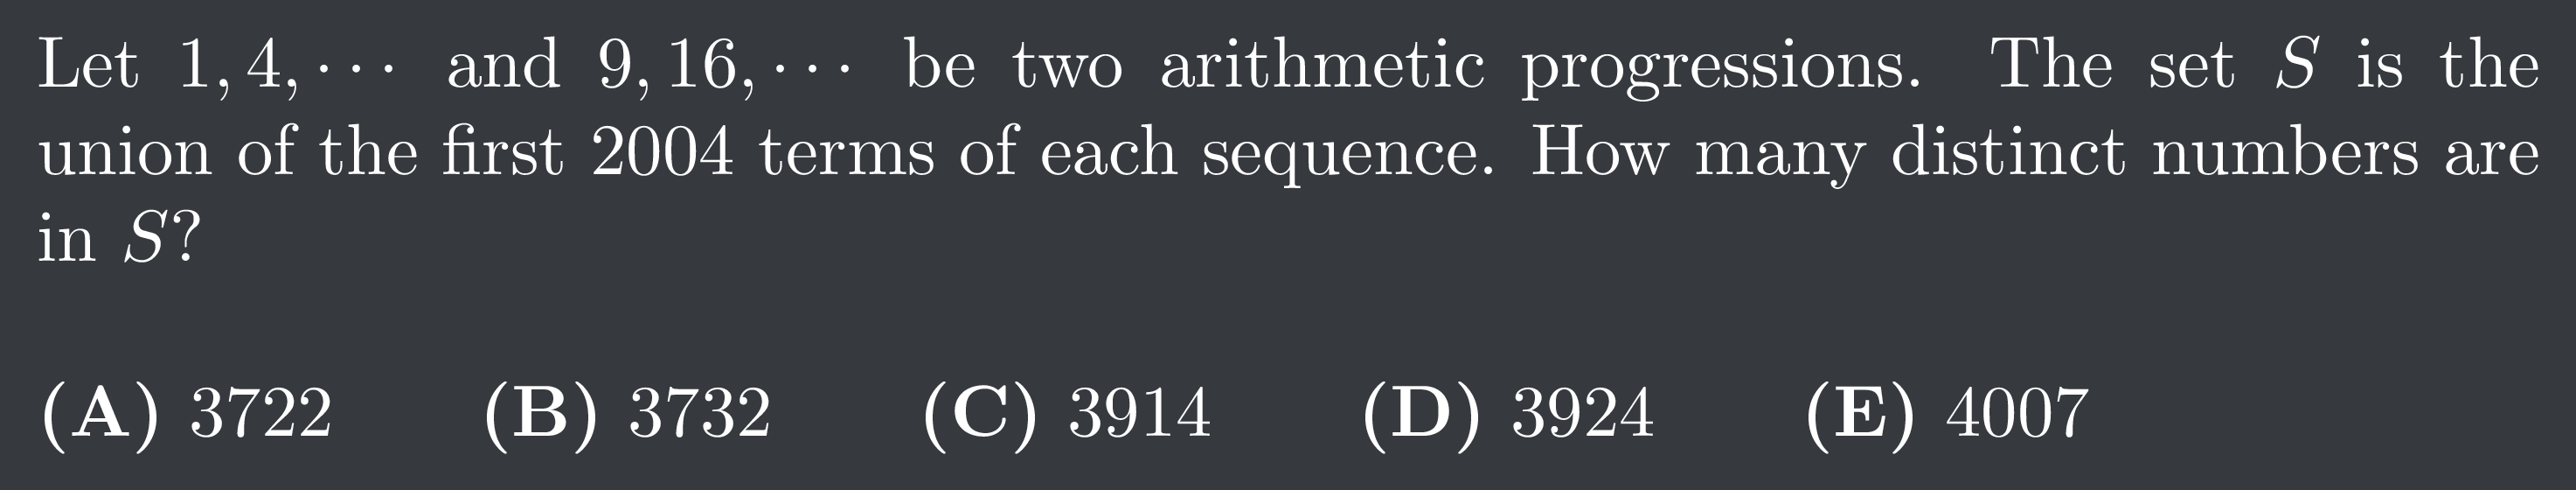 Let 1, 4, ⋯ and 9, 16, ⋯ be two arithmetic progressions. The set S is the
union of the first 2004 terms of each sequence. How many distinct numbers are
in S?
(A) 3722 (B) 3732 (C) 3914 (D) 3924 (E) 4007